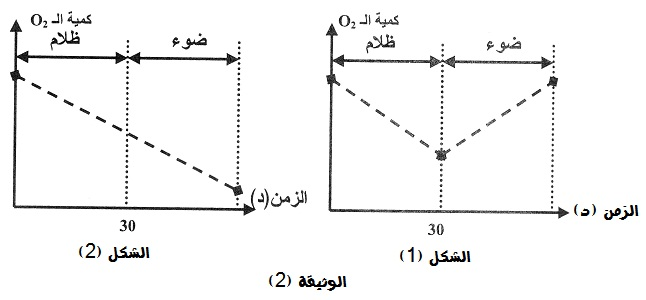 كمية الـ O₂
ظلام
ضوء
30
الزمن (د)
الشكل (1)
كمية الـ O₂
ظلام
ضوء
30
الزمن(د)
الشكل (2)
الوثيقة (2)